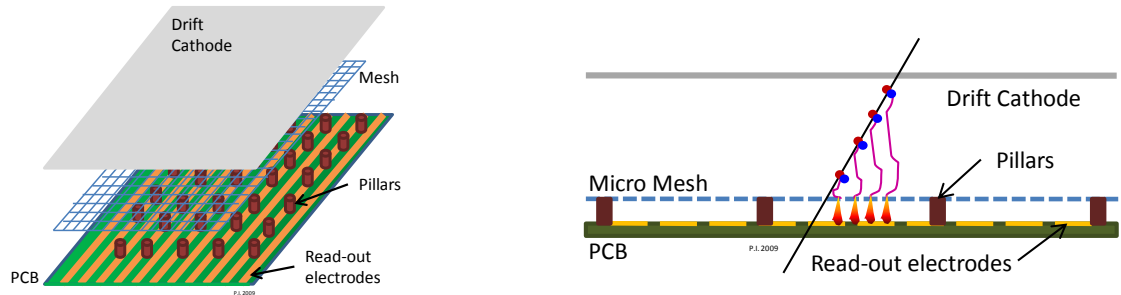 Drift
Cathode
Mesh
Pillars
Read-out
electrodes
PCB
P.I. 2009
Drift Cathode
Pillars
Micro Mesh
PCB
P.I. 2009
Read-out electrodes